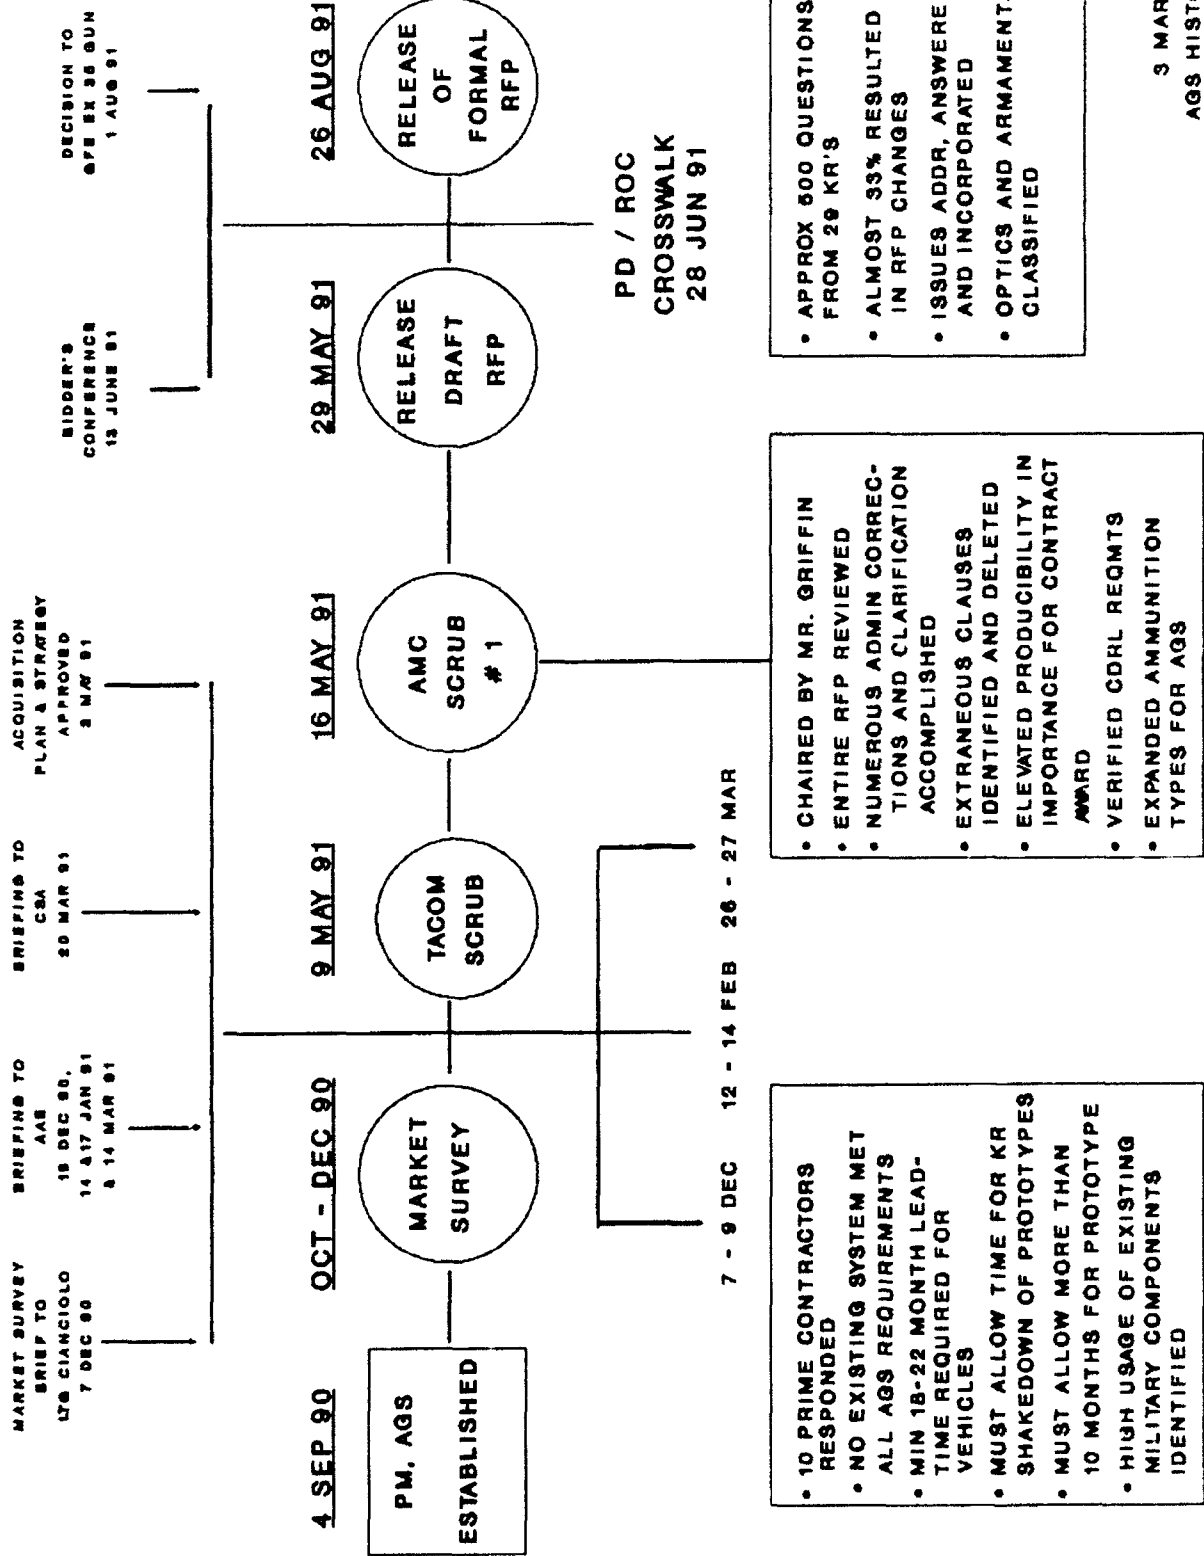 MARKET SURVEY
BRIEF TO
LTG CIANCIOLO
7 DEC 90
BRIEFING TO
AAE
19 DEC 90,
14 &17 JAN 91
& 14 MAR 91
BRIEFING TO
CSA
20 MAR 91
ACQUISITION
PLAN & STRATEGY
APPROVED
MAY 91
BIDDER'S
CONFERENCE
13 JUNE 91
DECISION TO
GFE EX 35 GUN
1 AUG 91
4 SEP 90
OCT - DEC 90
9 MAY 91
16 MAY 91
29 MAY 91
26 AUG 91
PM, AGS
ESTABLISHED
MARKET
SURVEY
TACOM
SCRUB
AMC
SCRUB
# 1
RELEASE
DRAFT
RFP
RELEASE
OF
FORMAL
RFP
PD / ROC
CROSSWALK
28 JUN 91
7 - 9 DEC
12 - 14 FEB
26 - 27 MAR
• 10 PRIME CONTRACTORS
RESPONDED
• NO EXISTING SYSTEM MET
ALL AGS REQUIREMENTS
• MIN 18-22 MONTH LEAD-
TIME REQUIRED FOR
VEHICLES
• MUST ALLOW TIME FOR KR
SHAKEDOWN OF PROTOTYPES
• MUST ALLOW MORE THAN
10 MONTHS FOR PROTOTYPE
• HIGH USAGE OF EXISTING
MILITARY COMPONENTS
IDENTIFIED
• CHAIRED BY MR. GRIFFIN
• ENTIRE RFP REVIEWED
• NUMEROUS ADMIN CORREC-
TIONS AND CLARIFICATION
ACCOMPLISHED
• EXTRANEOUS CLAUSES
IDENTIFIED AND DELETED
• ELEVATED PRODUCIBILITY IN
IMPORTANCE FOR CONTRACT
AWARD
• VERIFIED CDRL REQMTS
• EXPANDED AMMUNITION
TYPES FOR AGS
• APPROX 500 QUESTIONS
FROM 29 KR'S
• ALMOST 33% RESULTED
IN RFP CHANGES
• ISSUES ADDR, ANSWERE
AND INCORPORATED
• OPTICS AND ARMAMENT
CLASSIFIED
3 MAR
AGS HIST